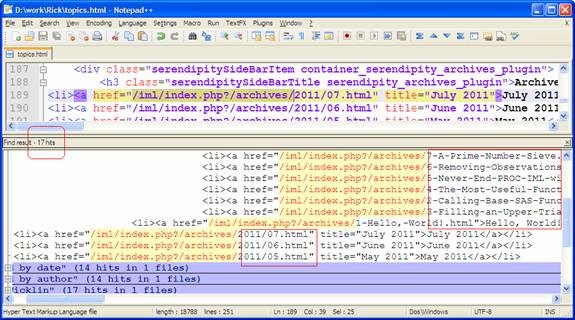 D:\work\Rick\topics.html - Notepad++
File Edit Search View Encoding Language Settings Macro Run TextFX Plugins Window ? X
topics.html
187 <div class="serendipitySideBarItem container_serendipity_archives_plugin">
188 <h3 class="serendipitySideBarTitle serendipity_archives_plugin">Archive
189 <li><a href="/iml/index.php?/archives/2011/07.html" title="July 2011">July 2011
190 <li><a href="/iml/index.php?/archives/2011/06.html" title="June 2011">June 2011
<li><a href="/iml/index.php?/archives/2011/05.html" title="May 2011">May 2011</a
Find result - 17 hits
<li><a href="/iml/index.php?/archives/7-A-Prime-Number-Sieve.
<li><a href="/iml/index.php?/archives/6-Removing-Observations
<li><a href="/iml/index.php?/archives/5-Never-End-PROC-IML-wi
<li><a href="/iml/index.php?/archives/4-The-Most-Useful-Funct
<li><a href="/iml/index.php?/archives/2-Calling-Base-SAS-Func
<li><a href="/iml/index.php?/archives/3-Filling-an-Upper-Tria
<li><a href="/iml/index.php?/archives/1-Hello,-World!.html">Hello, World!
<li><a href="/iml/index.php?/archives/2011/07.html" title="July 2011">July 2011</a></li>
<li><a href="/iml/index.php?/archives/2011/06.html" title="June 2011">June 2011</a></li>
<li><a href="/iml/index.php?/archives/2011/05.html" title="May 2011">May 2011</a></li>
by date" (14 hits in 1 files)
by author" (14 hits in 1 files)
icklin" (17 hits in 1 files)
Hyper Text Markup Language file length : 18788 lines : 251 Ln : 189 Col : 39 Sel : 25 Dos\Windows UTF-8 INS